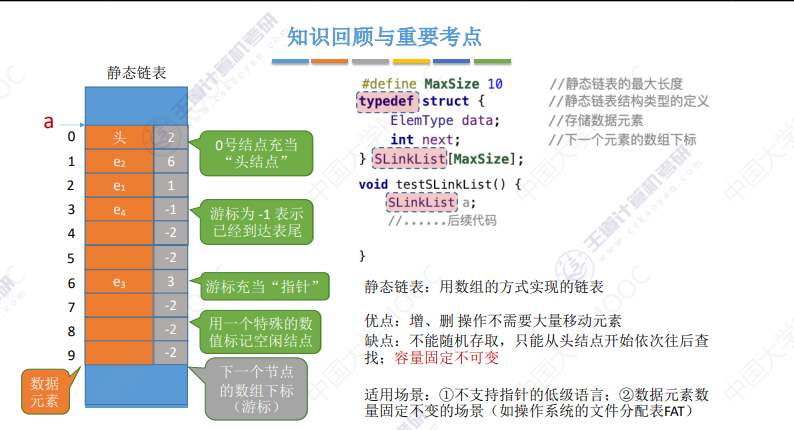 知识回顾与重要考点
静态链表
a
0 头 2
1 e₂ 6
2 e₁ 1
3 e₄ -1
4 -2
5 -2
6 e₃ 3
7 -2
8 -2
9 -2
0号结点充当
“头结点”
游标为 -1 表示
已经到达表尾
游标充当“指针”
用一个特殊的数
值标记空闲结点
数据
元素
下一个节点
的数组下标
（游标）
#define MaxSize 10 //静态链表的最大长度
typedef struct { //静态链表结构类型的定义
ElemType data; //存储数据元素
int next; //下一个元素的数组下标
} SLinkList[MaxSize];
void testSLinkList() {
SLinkList a;
//......后续代码
}
静态链表：用数组的方式实现的链表
优点：增、删 操作不需要大量移动元素
缺点：不能随机存取，只能从头结点开始依次往后查
找；容量固定不可变
适用场景：①不支持指针的低级语言；②数据元素数
量固定不变的场景（如操作系统的文件分配表FAT）
王道计算机考研
www.cskaoyan.com
中国大学MOOC